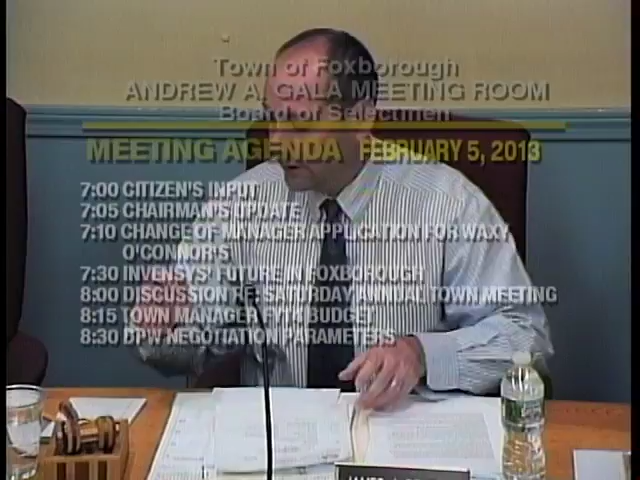 Town of Foxborough
ANDREW A. GALA MEETING ROOM
Board of Selectmen
MEETING AGENDA FEBRUARY 5, 2013
7:00 CITIZEN'S INPUT
7:05 CHAIRMAN'S UPDATE
7:10 CHANGE OF MANAGER APPLICATION FOR WAXY
O'CONNOR'S
7:30 INVENSYS' FUTURE IN FOXBOROUGH
8:00 DISCUSSION RE: SATURDAY ANNUAL TOWN MEETING
8:15 TOWN MANAGER FY14 BUDGET
8:30 DPW NEGOTIATION PARAMETERS